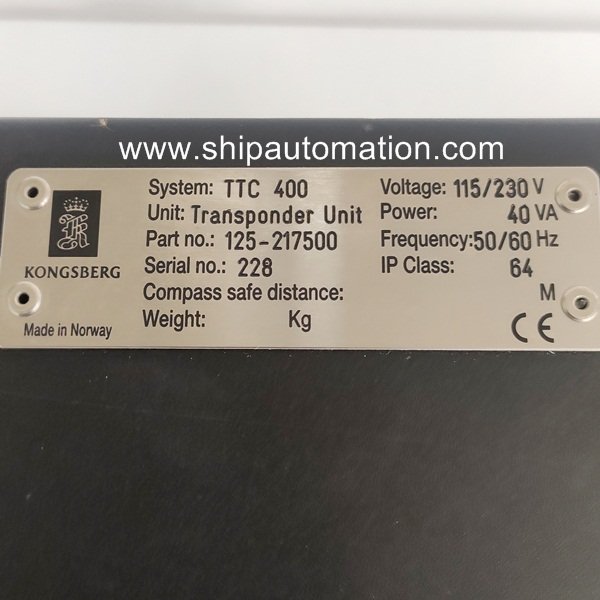 www.shipautomation.com
System: TTC 400
Unit: Transponder Unit
Part no.: 125-217500
Serial no.: 228
Compass safe distance: M
Weight: Kg
Voltage: 115/230 V
Power: 40 VA
Frequency:50/60 Hz
IP Class: 64
KONGSBERG
Made in Norway
CE